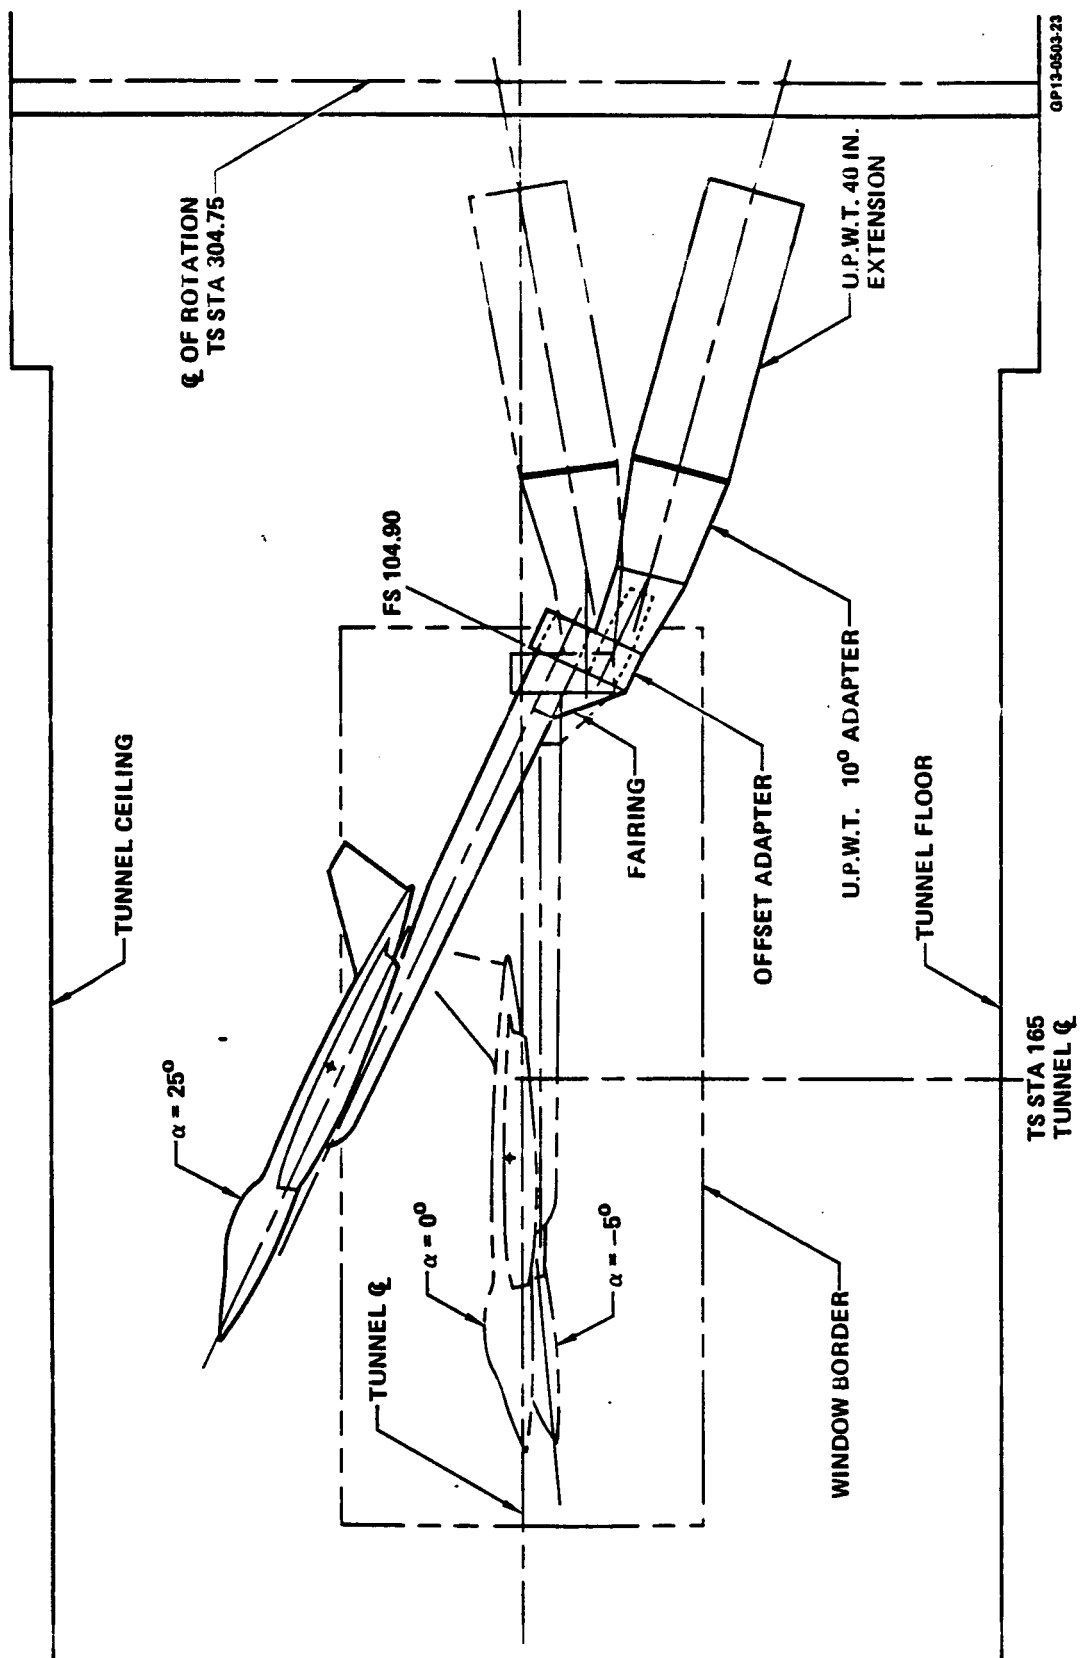 TUNNEL CEILING
℄ OF ROTATION
TS STA 304.75
α = 25°
FS 104.90
TUNNEL ℄
α = 0°
α = −5°
FAIRING
OFFSET ADAPTER
U.P.W.T. 10° ADAPTER
U.P.W.T. 40 IN.
EXTENSION
WINDOW BORDER
TUNNEL FLOOR
TS STA 165
TUNNEL ℄
GP13-0503-23